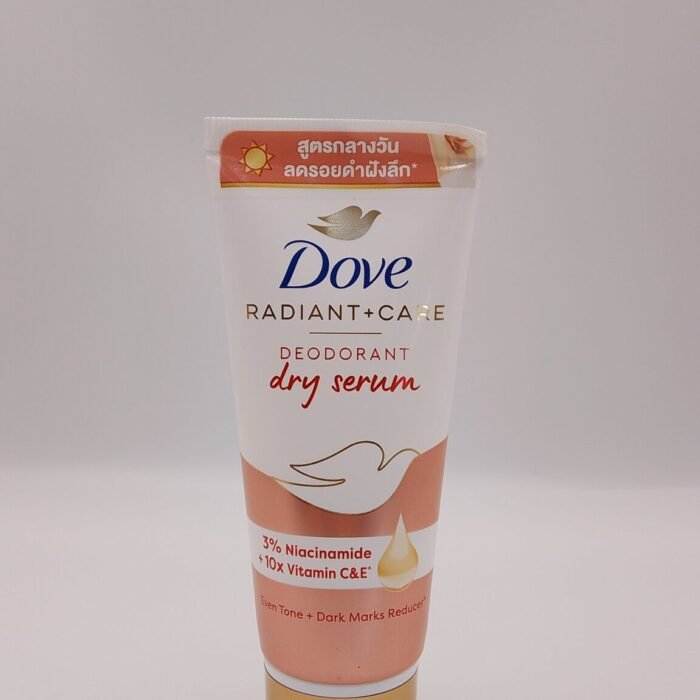 สูตรกลางวัน
ลดรอยดำฝังลึก*
Dove
RADIANT+CARE
DEODORANT
dry serum
3% Niacinamide
+ 10x Vitamin C&E^
Even Tone + Dark Marks Reducer^